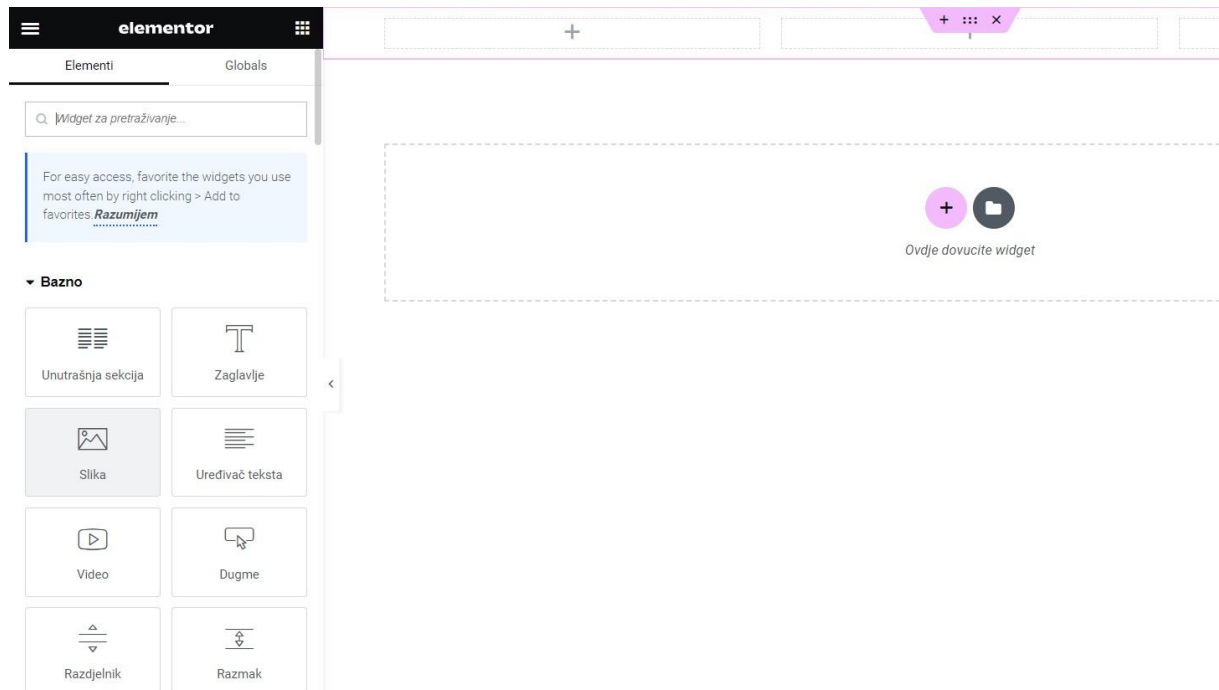 elementor
Elementi
Globals
Widget za pretraživanje...
For easy access, favorite the widgets you use
most often by right clicking > Add to
favorites.Razumijem
Bazno
Unutrašnja sekcija
Zaglavlje
Slika
Uređivač teksta
Video
Dugme
Razdjelnik
Razmak
Ovdje dovucite widget